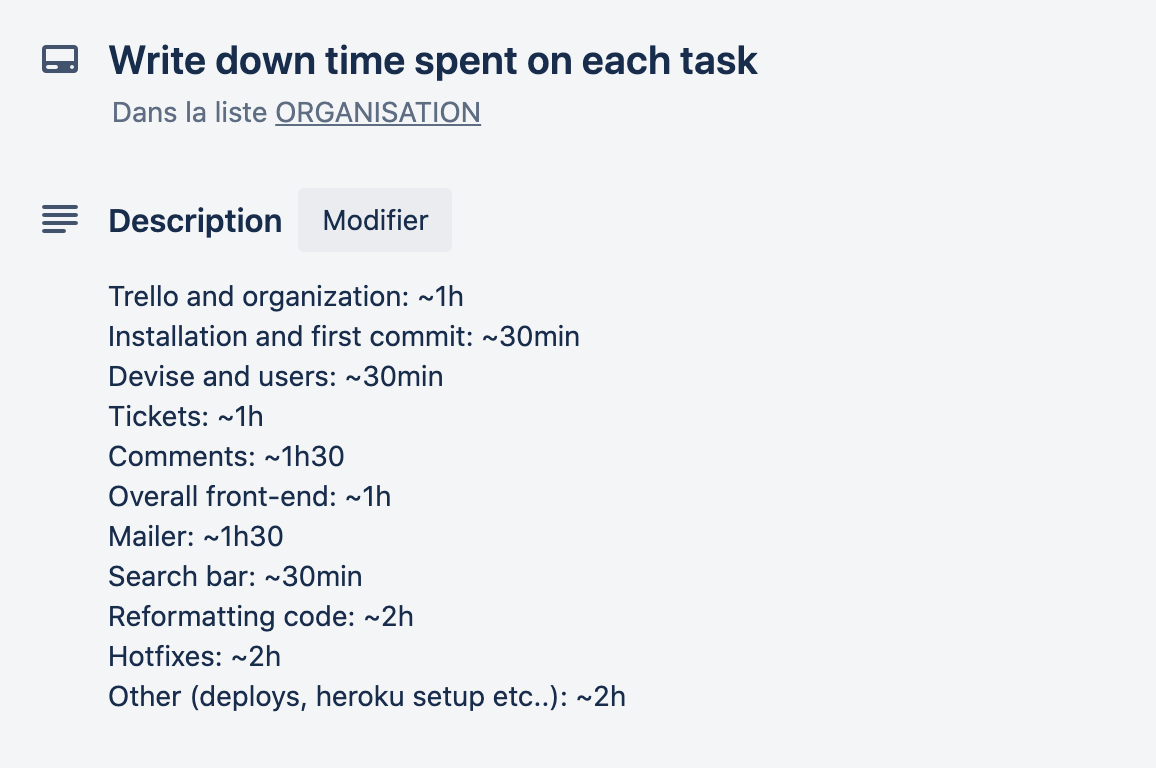 Write down time spent on each task
Dans la liste ORGANISATION
Description Modifier
Trello and organization: ~1h
Installation and first commit: ~30min
Devise and users: ~30min
Tickets: ~1h
Comments: ~1h30
Overall front-end: ~1h
Mailer: ~1h30
Search bar: ~30min
Reformatting code: ~2h
Hotfixes: ~2h
Other (deploys, heroku setup etc..): ~2h